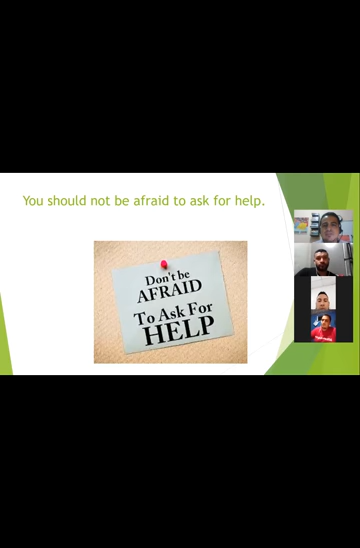 You should not be afraid to ask for help.
Don't be
AFRAID
To Ask For
HELP